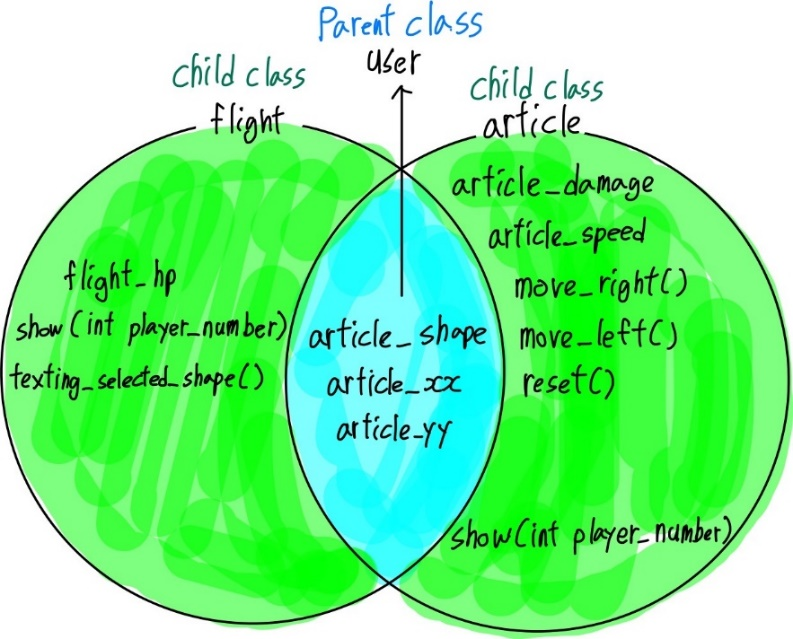 Parent class
user
child class
flight
child class
article
flight_hp
show(int player_number)
texting_selected_shape()
article_shape
article_xx
article_yy
article_damage
article_speed
move_right()
move_left()
reset()
show(int player_number)